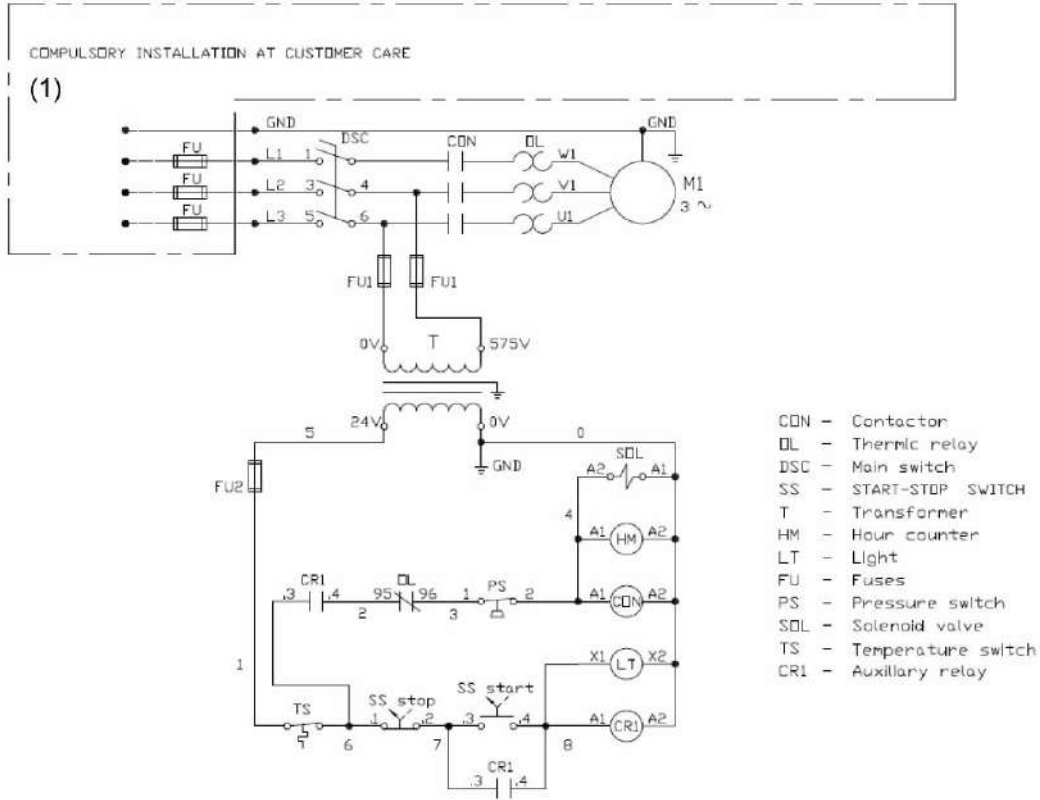 COMPULSORY INSTALLATION AT CUSTOMER CARE
(1)
GND GND
FU DSC CON OL
L1 1 W1
FU
L2 3 4 V1 M1
3 ~
FU
L3 5 6 U1
FU1 FU1
0V T 575V
24V 0V
5 0
GND
FU2
SOL
A2 A1
4
A1 HM A2
CR1 OL PS
.3 .4 95 96 1 2 A1 CON A2
2 3
1
X1 LT X2
SS stop SS start
TS .1 .2 .3 .4 A1 CR1 A2
6 7 8
CR1
.3 .4
CON - Contactor
OL - Thermic relay
DSC - Main switch
SS - START-STOP SWITCH
T - Transformer
HM - Hour counter
LT - Light
FU - Fuses
PS - Pressure switch
SOL - Solenoid valve
TS - Temperature switch
CR1 - Auxillary relay